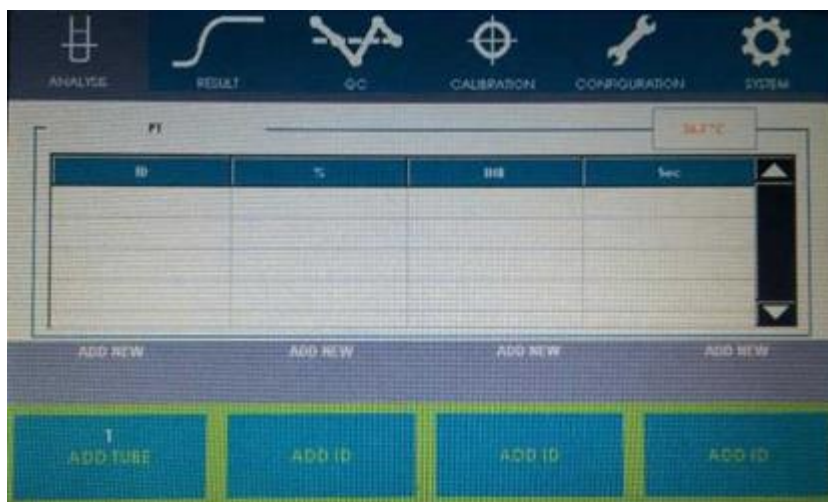 ANALYSE RESULT QC CALIBRATION CONFIGURATION SYSTEM
PT
ID % INR Sec
ADD NEW ADD NEW ADD NEW ADD NEW
1
ADD TUBE ADD ID ADD ID ADD ID